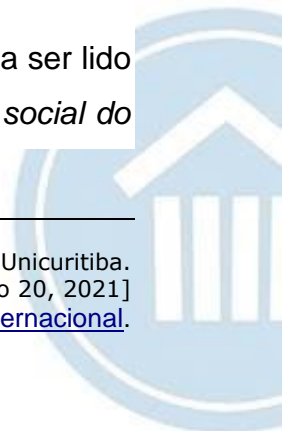 a ser lido
social do
Unicuritiba.
o 20, 2021]
ernacional.